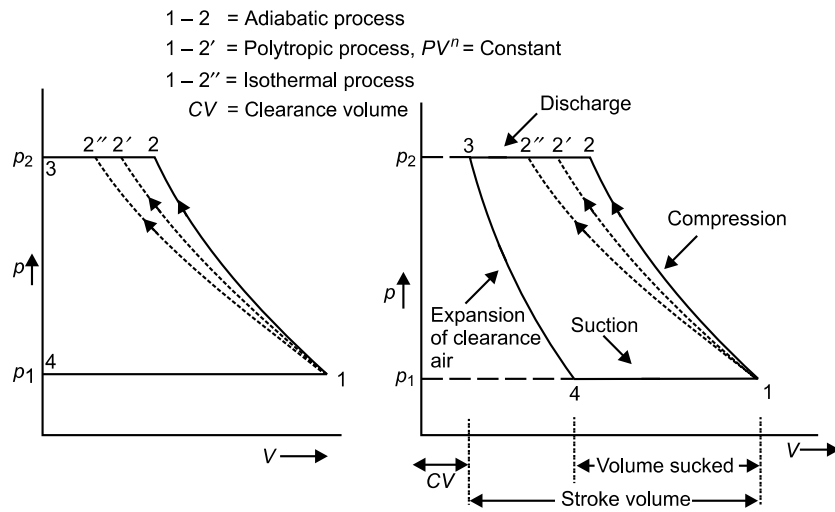 1 – 2 = Adiabatic process
1 – 2′ = Polytropic process, PVⁿ = Constant
1 – 2′′ = Isothermal process
CV = Clearance volume
p2
3
2′′
2′
2
p
p1
4
1
V
Discharge
p2
3
2′′
2′
2
Compression
p
Expansion
of clearance
air
Suction
p1
4
1
V
CV
Volume sucked
Stroke volume